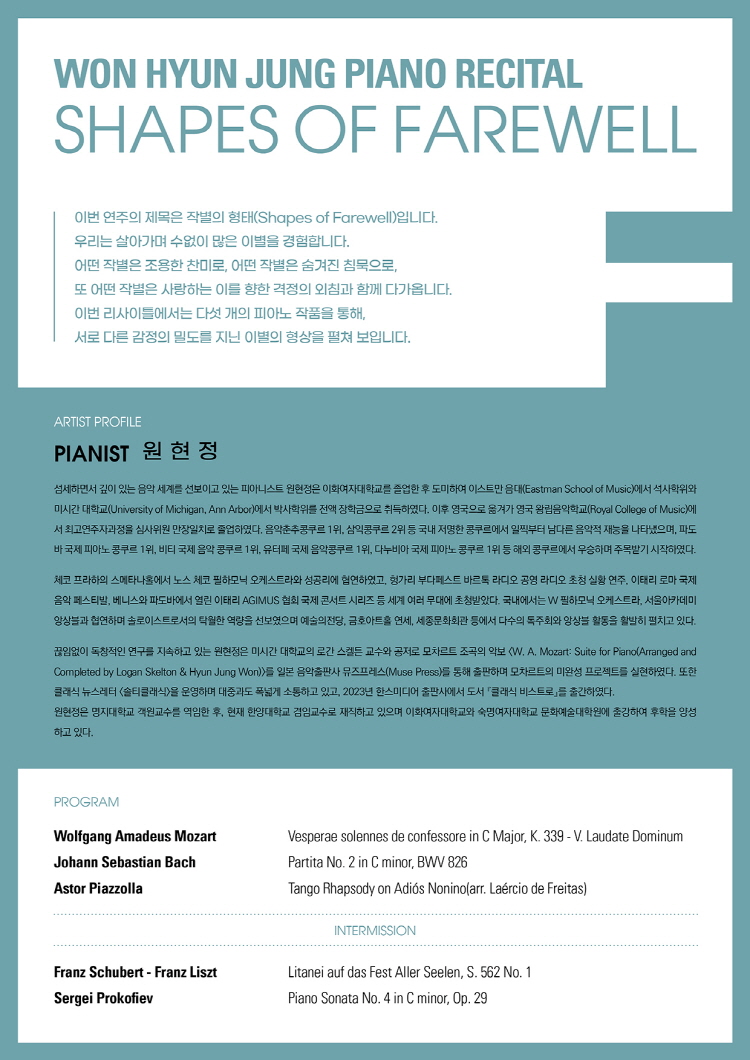 WON HYUN JUNG PIANO RECITAL
SHAPES OF FAREWELL
이번 연주의 제목은 작별의 형태(Shapes of Farewell)입니다.
우리는 살아가며 수없이 많은 이별을 경험합니다.
어떤 작별은 조용한 찬미로, 어떤 작별은 숨겨진 침묵으로,
또 어떤 작별은 사랑하는 이를 향한 격정의 외침과 함께 다가옵니다.
이번 리사이틀에서는 다섯 개의 피아노 작품을 통해,
서로 다른 감정의 밀도를 지닌 이별의 형상을 펼쳐 보입니다.
ARTIST PROFILE
PIANIST 원현정
섬세하면서 깊이 있는 음악 세계를 선보이고 있는 피아니스트 원현정은 이화여자대학교를 졸업한 후 도미하여 이스트만 음대(Eastman School of Music)에서 석사학위와
미시간 대학교(University of Michigan, Ann Arbor)에서 박사학위를 전액 장학금으로 취득하였다. 이후 영국으로 옮겨가 영국 왕립음악학교(Royal College of Music)에
서 최고연주자과정을 심사위원 만장일치로 졸업하였다. 음악춘추콩쿠르 1위, 삼익콩쿠르 2위 등 국내 저명한 콩쿠르에서 일찍부터 남다른 음악적 재능을 나타냈으며, 파도
바 국제 피아노 콩쿠르 1위, 비티 국제 음악 콩쿠르 1위, 유터페 국제 음악콩쿠르 1위, 다누비아 국제 피아노 콩쿠르 1위 등 해외 콩쿠르에서 우승하며 주목받기 시작하였다.
체코 프라하의 스메타나홀에서 노스 체코 필하모닉 오케스트라와 성공리에 협연하였고, 헝가리 부다페스트 바르톡 라디오 공영 라디오 초청 실황 연주, 이태리 로마 국제
음악 페스티발, 베니스와 파도바에서 열린 이태리 AGIMUS 협회 국제 콘서트 시리즈 등 세계 여러 무대에 초청받았다. 국내에서는 W 필하모닉 오케스트라, 서울아카데미
앙상블과 협연하며 솔로이스트로서의 탁월한 역량을 선보였으며 예술의전당, 금호아트홀 연세, 세종문화회관 등에서 다수의 독주회와 앙상블 활동을 활발히 펼치고 있다.
끊임없이 독창적인 연구를 지속하고 있는 원현정은 미시간 대학교의 로간 스켈든 교수와 공저로 모차르트 조곡의 악보 〈W. A. Mozart: Suite for Piano(Arranged and
Completed by Logan Skelton & Hyun Jung Won)〉를 일본 음악출판사 뮤즈프레스(Muse Press)를 통해 출판하며 모차르트의 미완성 프로젝트를 실현하였다. 또한
클래식 뉴스레터 〈솔티클래식〉을 운영하며 대중과도 폭넓게 소통하고 있고, 2023년 한스미디어 출판사에서 도서 『클래식 비스트로』를 출간하였다.
원현정은 명지대학교 객원교수를 역임한 후, 현재 한양대학교 겸임교수로 재직하고 있으며 이화여자대학교와 숙명여자대학교 문화예술대학원에 출강하여 후학을 양성
하고 있다.
PROGRAM
Wolfgang Amadeus Mozart Vesperae solennes de confessore in C Major, K. 339 - V. Laudate Dominum
Johann Sebastian Bach Partita No. 2 in C minor, BWV 826
Astor Piazzolla Tango Rhapsody on Adiós Nonino(arr. Laércio de Freitas)
INTERMISSION
Franz Schubert - Franz Liszt Litanei auf das Fest Aller Seelen, S. 562 No. 1
Sergei Prokofiev Piano Sonata No. 4 in C minor, Op. 29